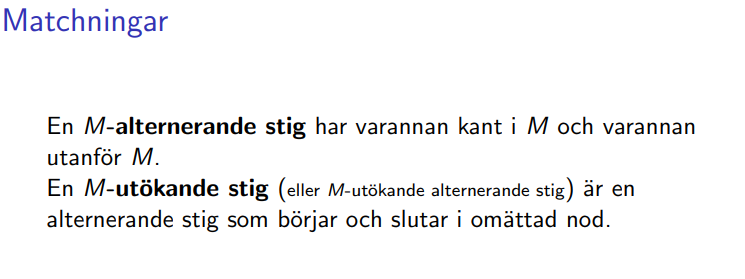 Matchningar
En M-alternerande stig har varannan kant i M och varannan
utanför M.
En M-utökande stig (eller M-utökande alternerande stig) är en
alternerande stig som börjar och slutar i omättad nod.